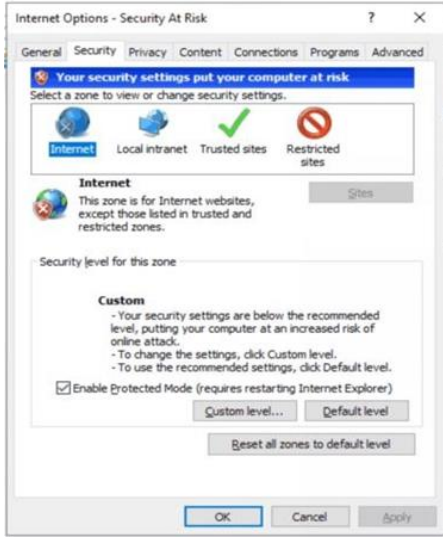 Internet Options - Security At Risk ? ×
General Security Privacy Content Connections Programs Advanced
Your security settings put your computer at risk
Select a zone to view or change security settings.
Internet Local intranet Trusted sites Restricted
sites
Internet
Sites
This zone is for Internet websites,
except those listed in trusted and
restricted zones.
Security level for this zone
Custom
- Your security settings are below the recommended
level, putting your computer at an increased risk of
online attack.
- To change the settings, click Custom level.
- To use the recommended settings, click Default level.
Enable Protected Mode (requires restarting Internet Explorer)
Custom level... Default level
Reset all zones to default level
OK Cancel Apply